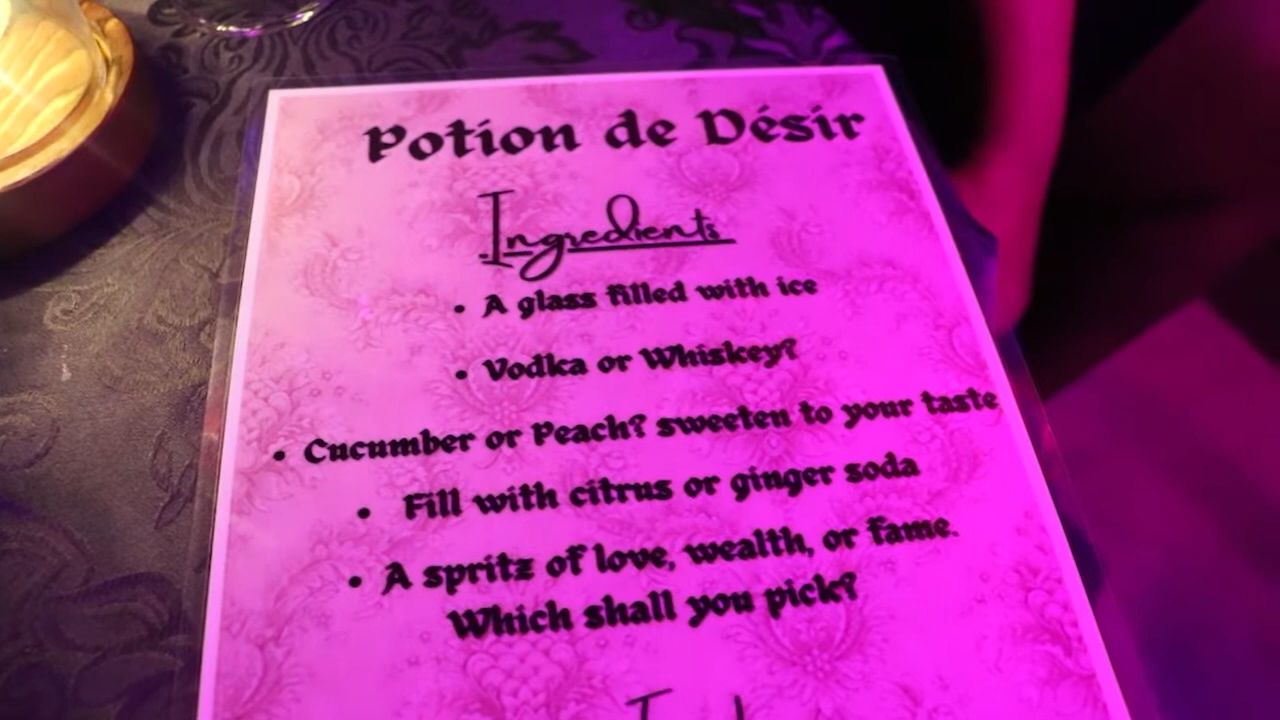 Potion de Désir
Ingredients
• A glass filled with ice
• Vodka or Whiskey?
• Cucumber or Peach? sweeten to your taste
• Fill with citrus or ginger soda
• A spritz of love, wealth, or fame.
Which shall you pick?